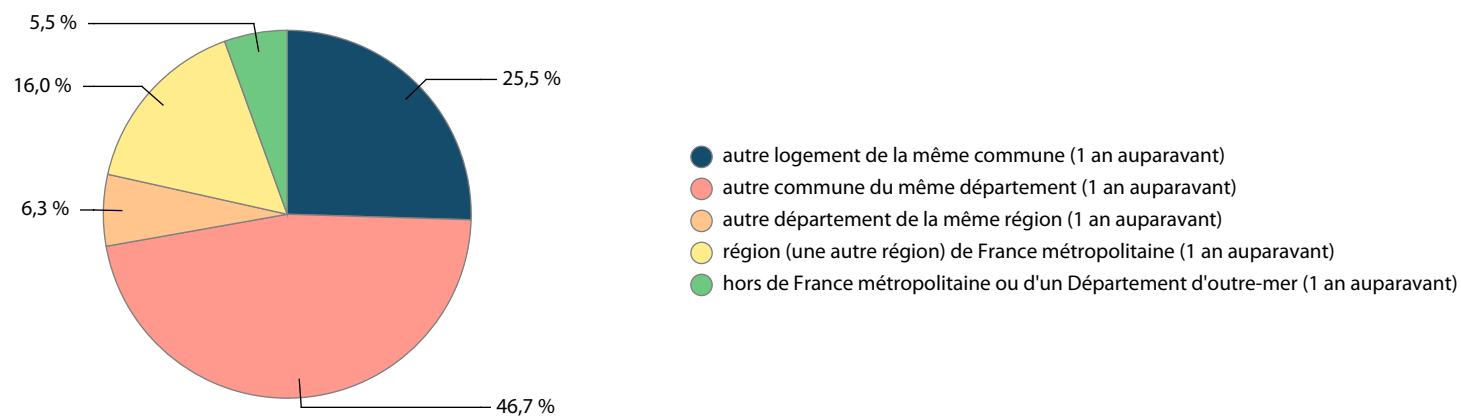 5,5 %
16,0 %
25,5 %
6,3 %
46,7 %
autre logement de la même commune (1 an auparavant)
autre commune du même département (1 an auparavant)
autre département de la même région (1 an auparavant)
région (une autre région) de France métropolitaine (1 an auparavant)
hors de France métropolitaine ou d'un Département d'outre-mer (1 an auparavant)